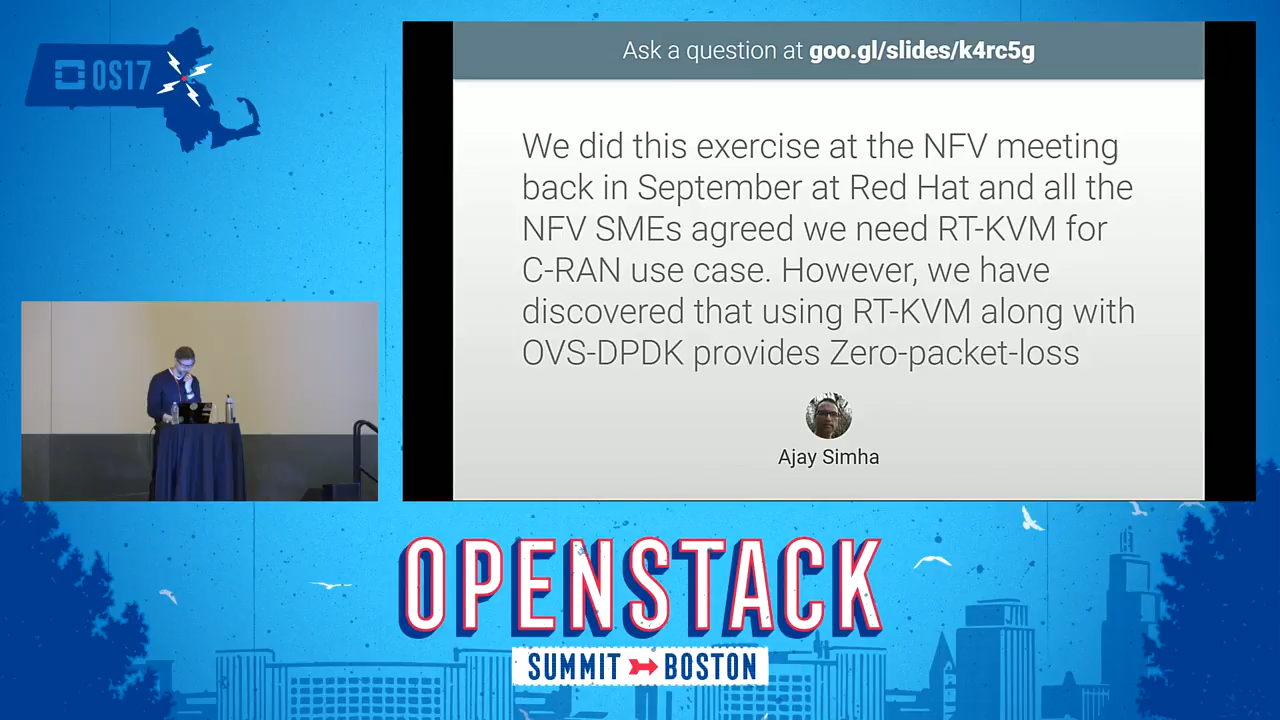 OS17
Ask a question at goo.gl/slides/k4rc5g
We did this exercise at the NFV meeting
back in September at Red Hat and all the
NFV SMEs agreed we need RT-KVM for
C-RAN use case. However, we have
discovered that using RT-KVM along with
OVS-DPDK provides Zero-packet-loss
Ajay Simha
OPENSTACK
SUMMIT BOSTON